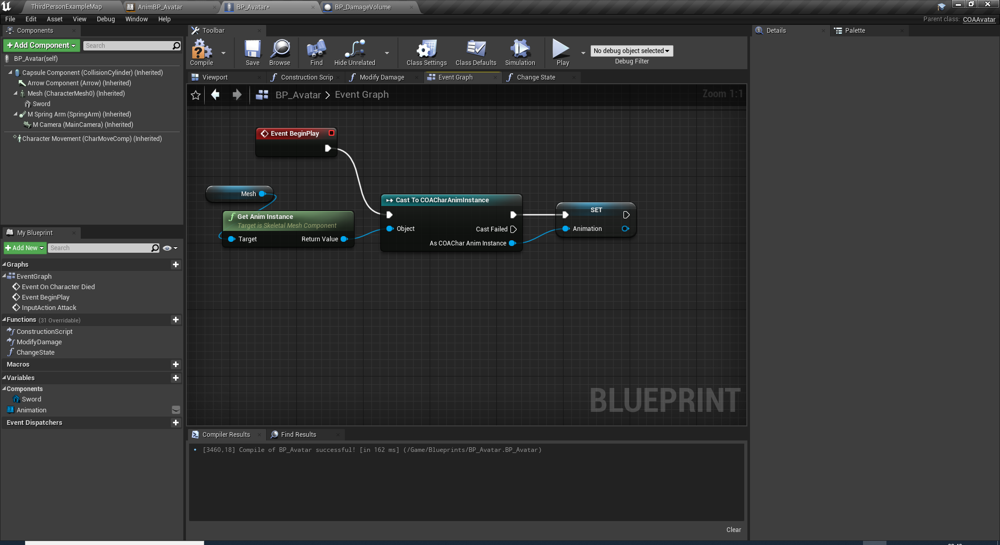 ThirdPersonExampleMap
AnimBP_Avatar
BP_Avatar*
BP_DamageVolume
File Edit Asset View Debug Window Help
Parent class: COAAvatar
Components
+Add Component
Search
BP_Avatar(self)
Capsule Component (CollisionCylinder) (Inherited)
Arrow Component (Arrow) (Inherited)
Mesh (CharacterMesh0) (Inherited)
Sword
M Spring Arm (SpringArm) (Inherited)
M Camera (MainCamera) (Inherited)
Character Movement (CharMoveComp) (Inherited)
My Blueprint
+Add New
Search
Graphs
EventGraph
Event On Character Died
Event BeginPlay
InputAction Attack
Functions (31 Overridable)
ConstructionScript
ModifyDamage
ChangeState
Macros
Variables
Components
Sword
Animation
Event Dispatchers
Toolbar
Compile
Save
Browse
Find
Hide Unrelated
Class Settings
Class Defaults
Simulation
Play
No debug object selected
Debug Filter
Viewport
Construction Scrip
Modify Damage
Event Graph
Change State
BP_Avatar > Event Graph
Zoom 1:1
Event BeginPlay
Mesh
Get Anim Instance
Target is Skeletal Mesh Component
Target
Return Value
Cast To COACharAnimInstance
Object
Cast Failed
As COAChar Anim Instance
SET
Animation
BLUEPRINT
Compiler Results
Find Results
[3460,18] Compile of BP_Avatar successful! [in 162 ms] (/Game/Blueprints/BP_Avatar.BP_Avatar)
Clear
Details
Palette